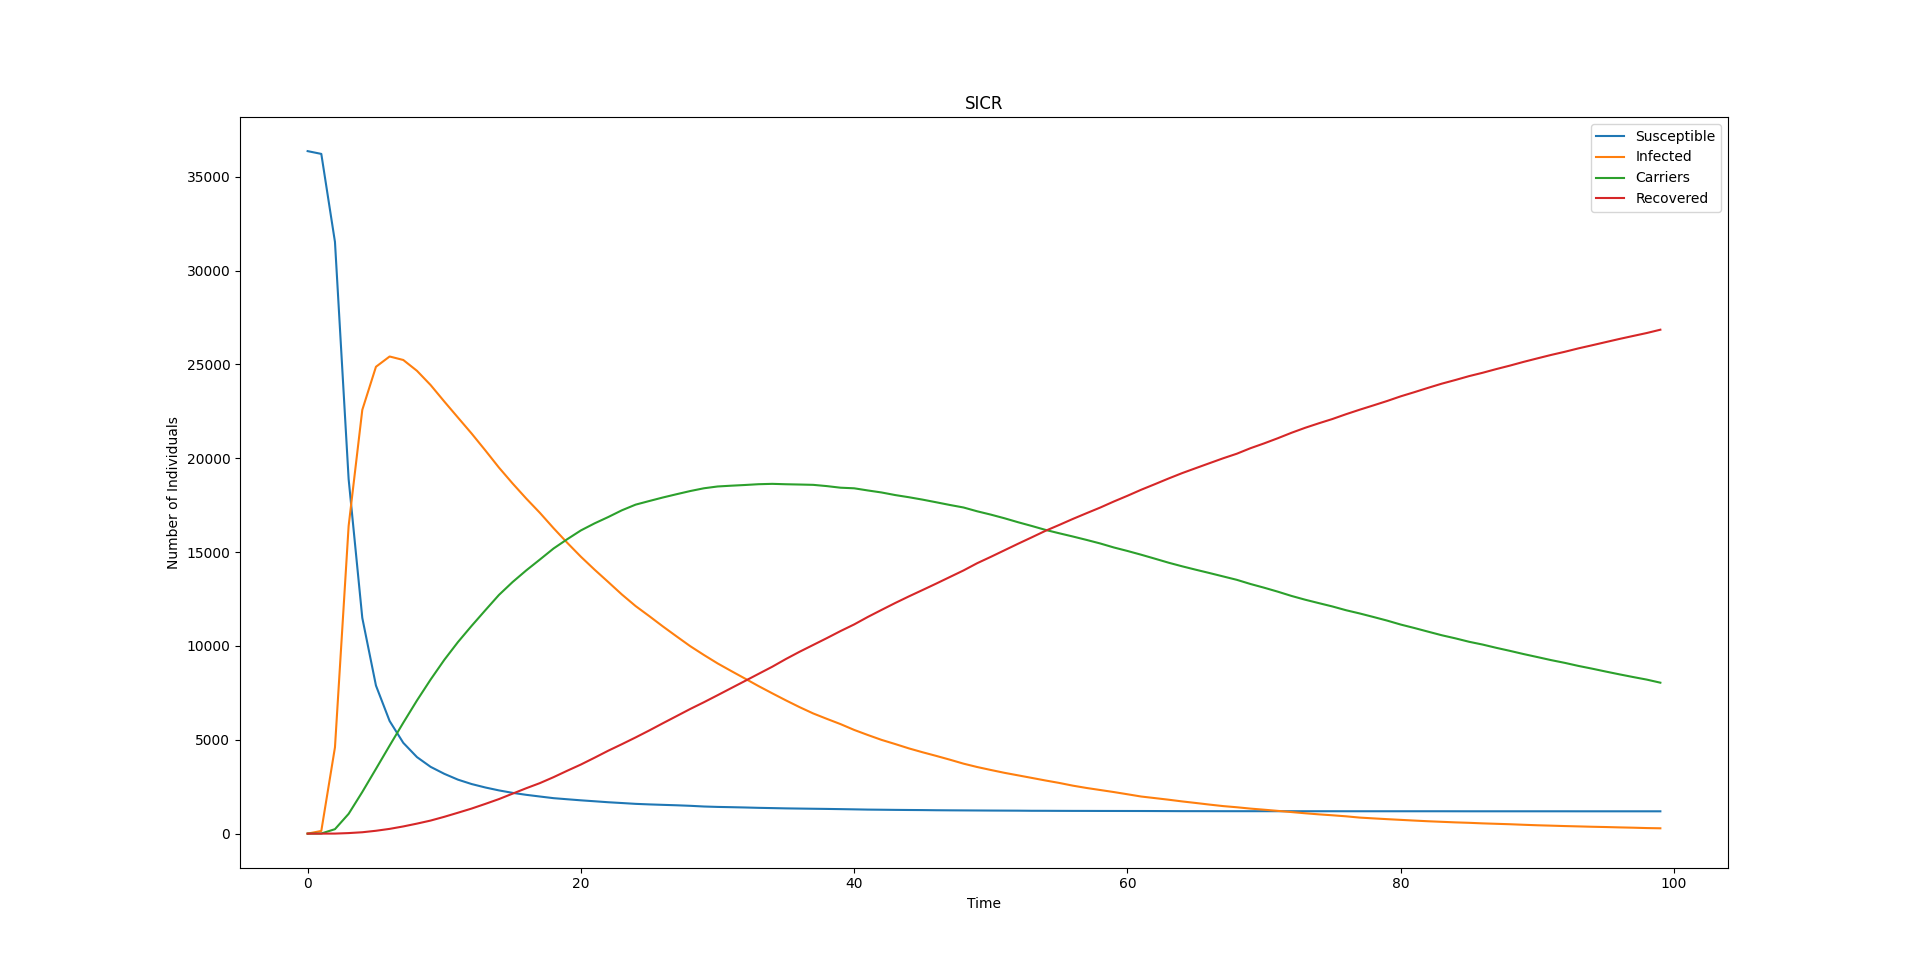 SICR
Susceptible
Infected
Carriers
Recovered
35000
30000
25000
20000
15000
10000
5000
0
Number of Individuals
0 20 40 60 80 100
Time